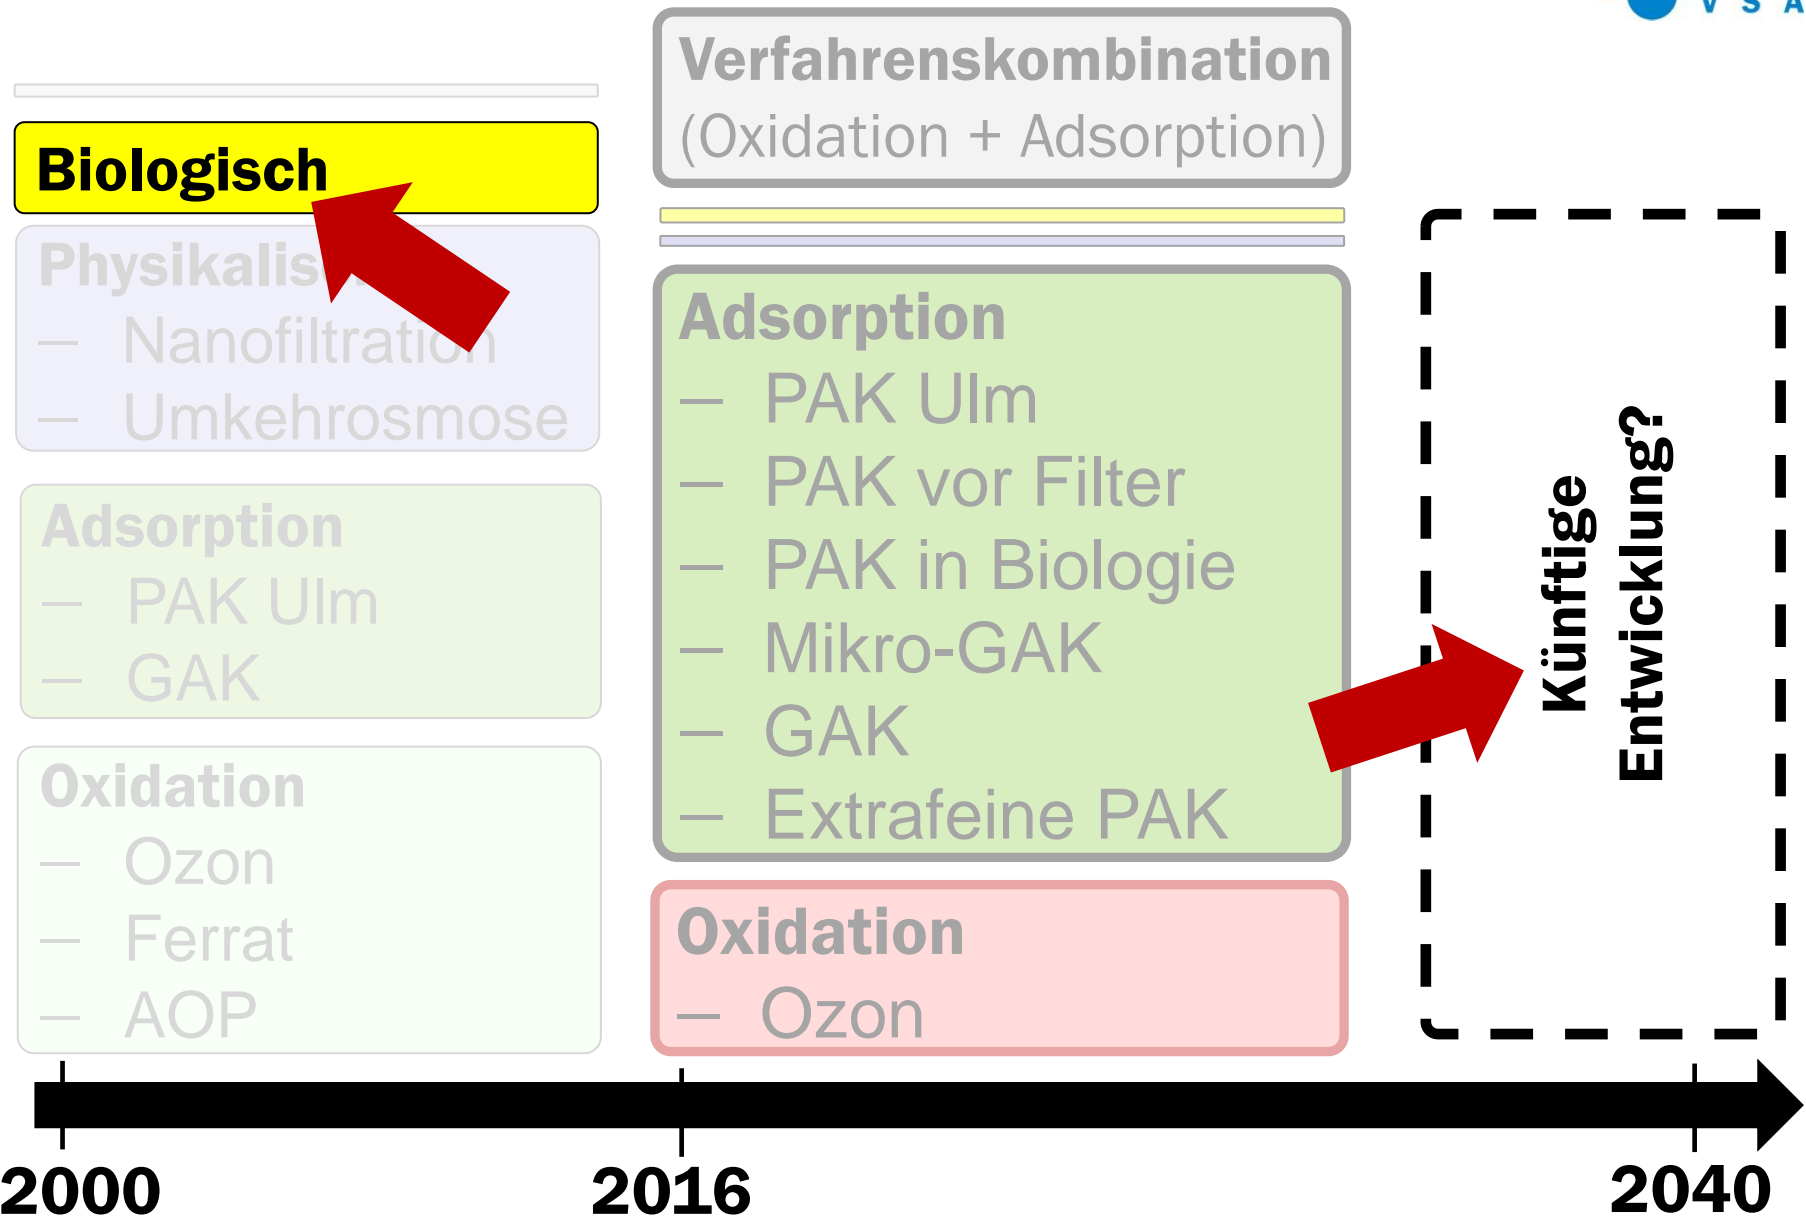 VSA
Biologisch
Physikalis
— Nanofiltration
— Umkehrosmose
Adsorption
— PAK Ulm
— GAK
Oxidation
— Ozon
— Ferrat
— AOP
Verfahrenskombination
(Oxidation + Adsorption)
Adsorption
— PAK Ulm
— PAK vor Filter
— PAK in Biologie
— Mikro-GAK
— GAK
— Extrafeine PAK
Oxidation
— Ozon
Künftige
Entwicklung?
2000
2016
2040